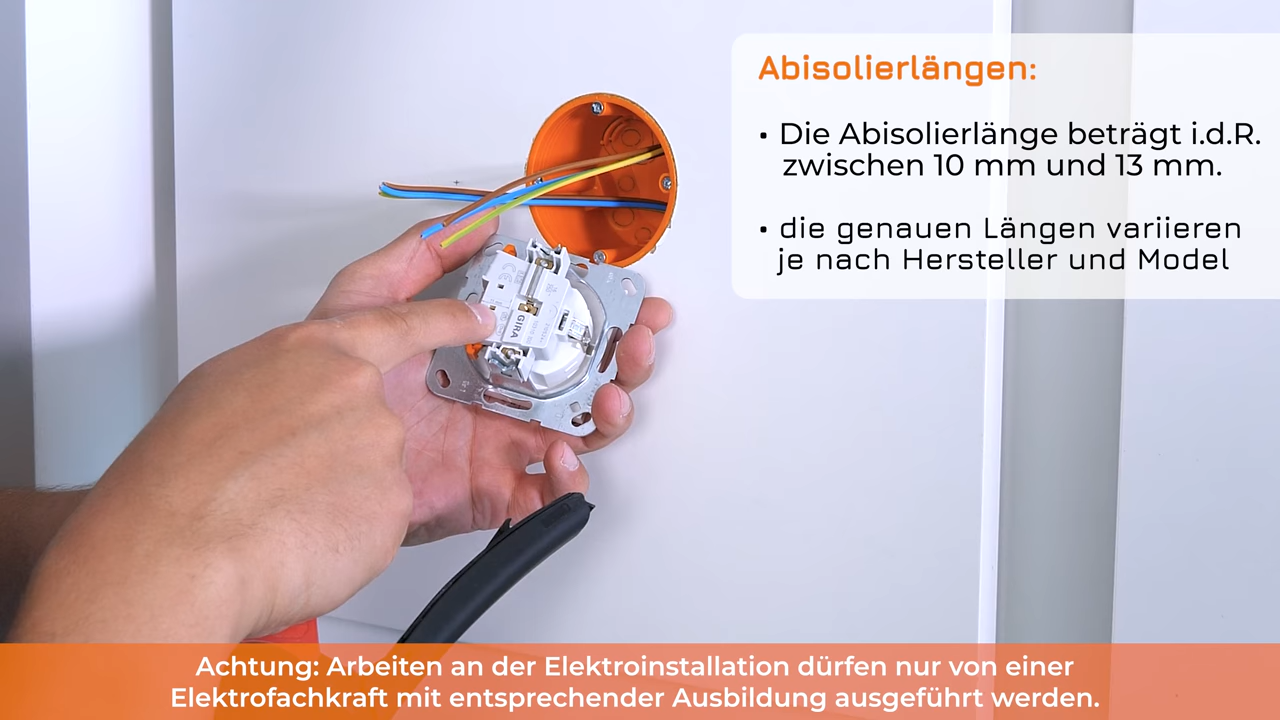 Abisolierlängen:
• Die Abisolierlänge beträgt i.d.R.
zwischen 10 mm und 13 mm.
• die genauen Längen variieren
je nach Hersteller und Model
CE
GIRA
Achtung: Arbeiten an der Elektroinstallation dürfen nur von einer
Elektrofachkraft mit entsprechender Ausbildung ausgeführt werden.